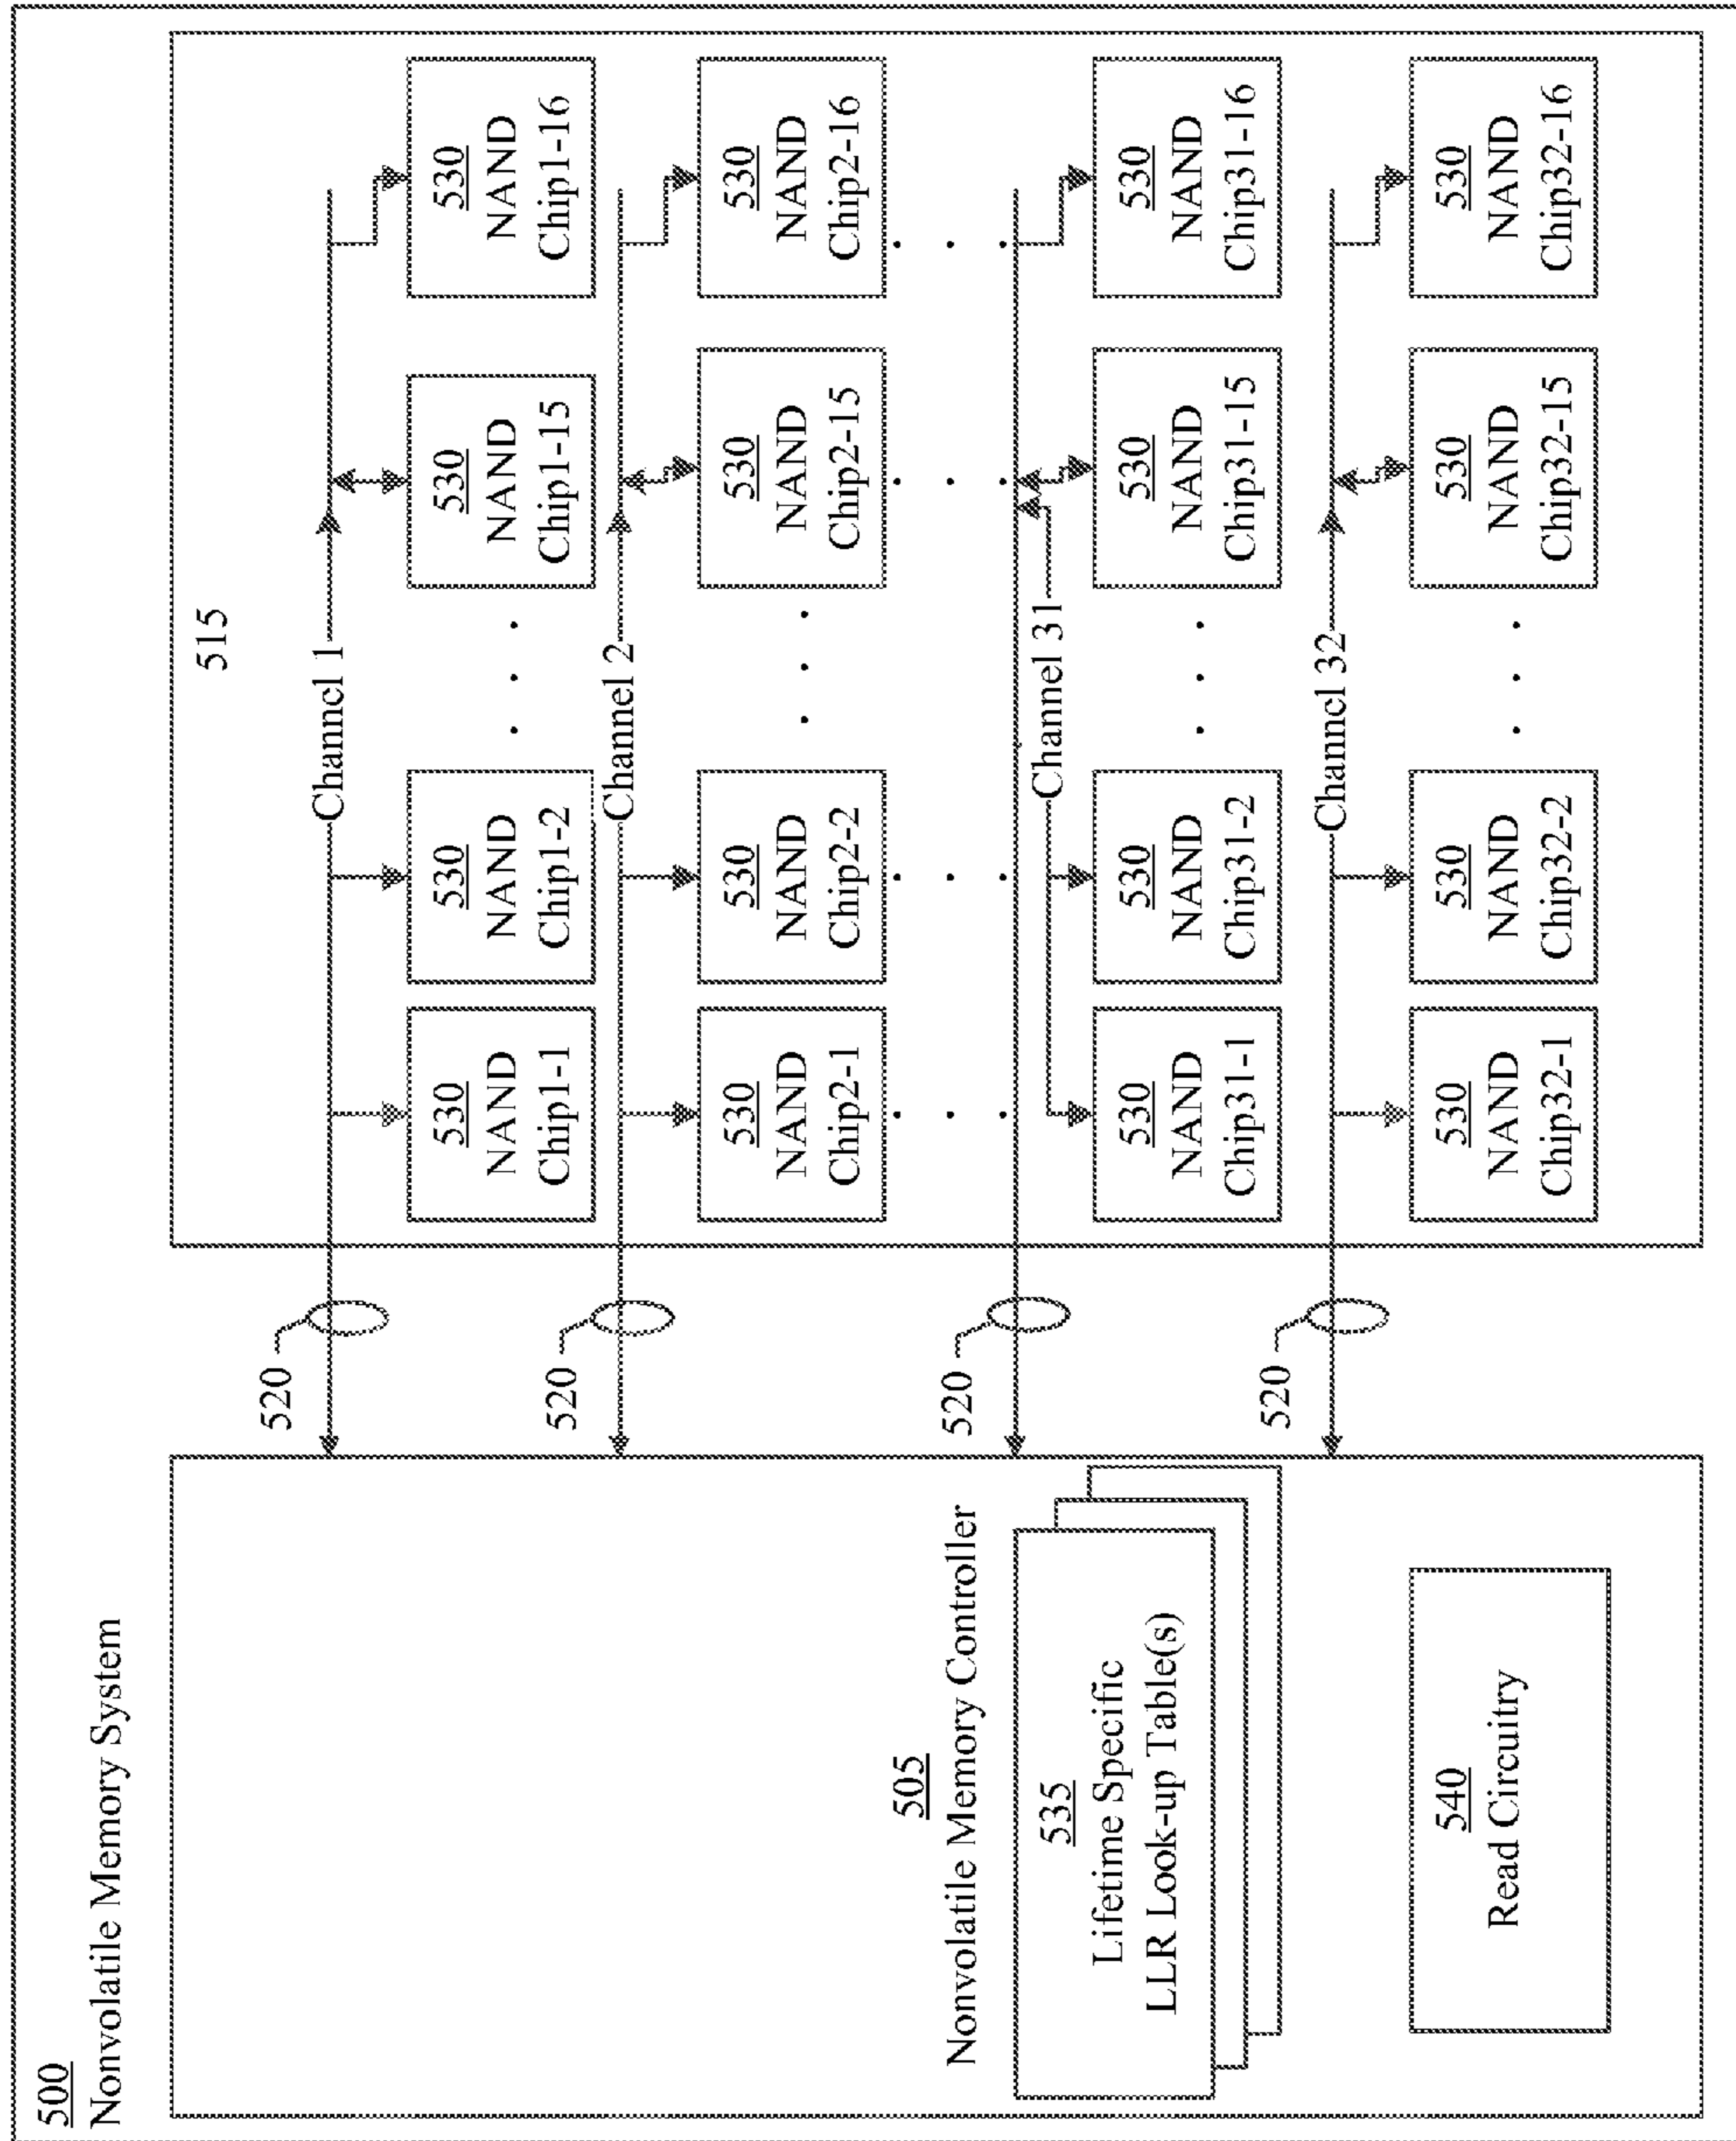 500
Nonvolatile Memory System
515
520
Channel 1
530
NAND
Chip1-1
530
NAND
Chip1-2
. . .
530
NAND
Chip1-15
530
NAND
Chip1-16
520
Channel 2
530
NAND
Chip2-1
530
NAND
Chip2-2
. . .
530
NAND
Chip2-15
530
NAND
Chip2-16
505
Nonvolatile Memory Controller
520
Channel 31
535
Lifetime Specific
LLR Look-up Table(s)
530
NAND
Chip31-1
530
NAND
Chip31-2
. . .
530
NAND
Chip31-15
530
NAND
Chip31-16
520
Channel 32
540
Read Circuitry
530
NAND
Chip32-1
530
NAND
Chip32-2
. . .
530
NAND
Chip32-15
530
NAND
Chip32-16